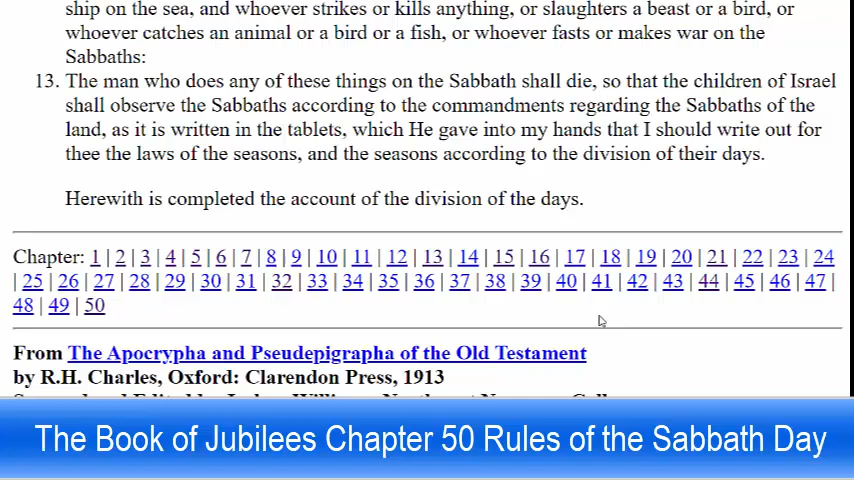 ship on the sea, and whoever strikes or kills anything, or slaughters a beast or a bird, or
whoever catches an animal or a bird or a fish, or whoever fasts or makes war on the
Sabbaths:
13. The man who does any of these things on the Sabbath shall die, so that the children of Israel
shall observe the Sabbaths according to the commandments regarding the Sabbaths of the
land, as it is written in the tablets, which He gave into my hands that I should write out for
thee the laws of the seasons, and the seasons according to the division of their days.
Herewith is completed the account of the division of the days.
Chapter: 1 | 2 | 3 | 4 | 5 | 6 | 7 | 8 | 9 | 10 | 11 | 12 | 13 | 14 | 15 | 16 | 17 | 18 | 19 | 20 | 21 | 22 | 23 | 24
| 25 | 26 | 27 | 28 | 29 | 30 | 31 | 32 | 33 | 34 | 35 | 36 | 37 | 38 | 39 | 40 | 41 | 42 | 43 | 44 | 45 | 46 | 47 |
48 | 49 | 50
From The Apocrypha and Pseudepigrapha of the Old Testament
by R.H. Charles, Oxford: Clarendon Press, 1913
The Book of Jubilees Chapter 50 Rules of the Sabbath Day